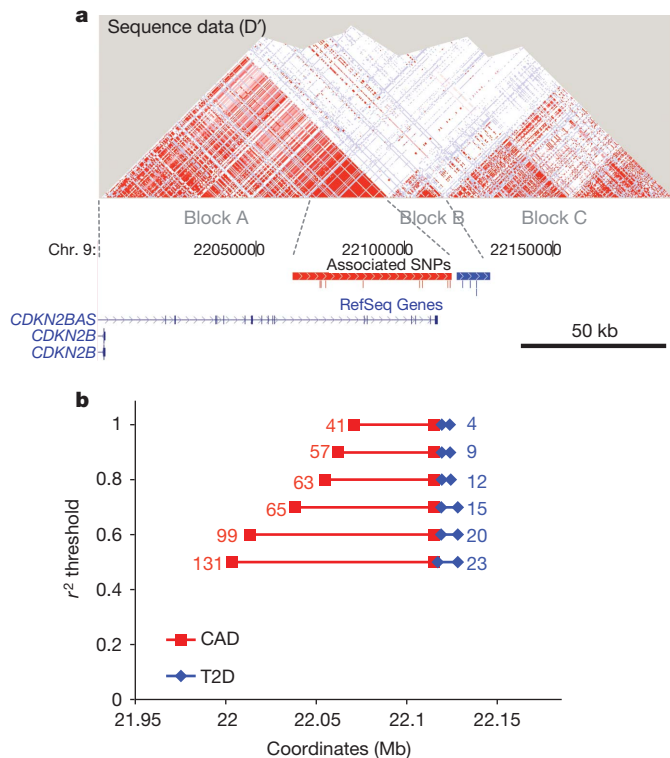 a
Sequence data (D′)
Block A Block B Block C
Chr. 9: 22050000 22100000 22150000
Associated SNPs
RefSeq Genes
CDKN2BAS
CDKN2B
CDKN2B
50 kb
b
r² threshold
1
0.8
0.6
0.4
0.2
0
41 4
57 9
63 12
65 15
99 20
131 23
CAD
T2D
21.95 22 22.05 22.1 22.15
Coordinates (Mb)